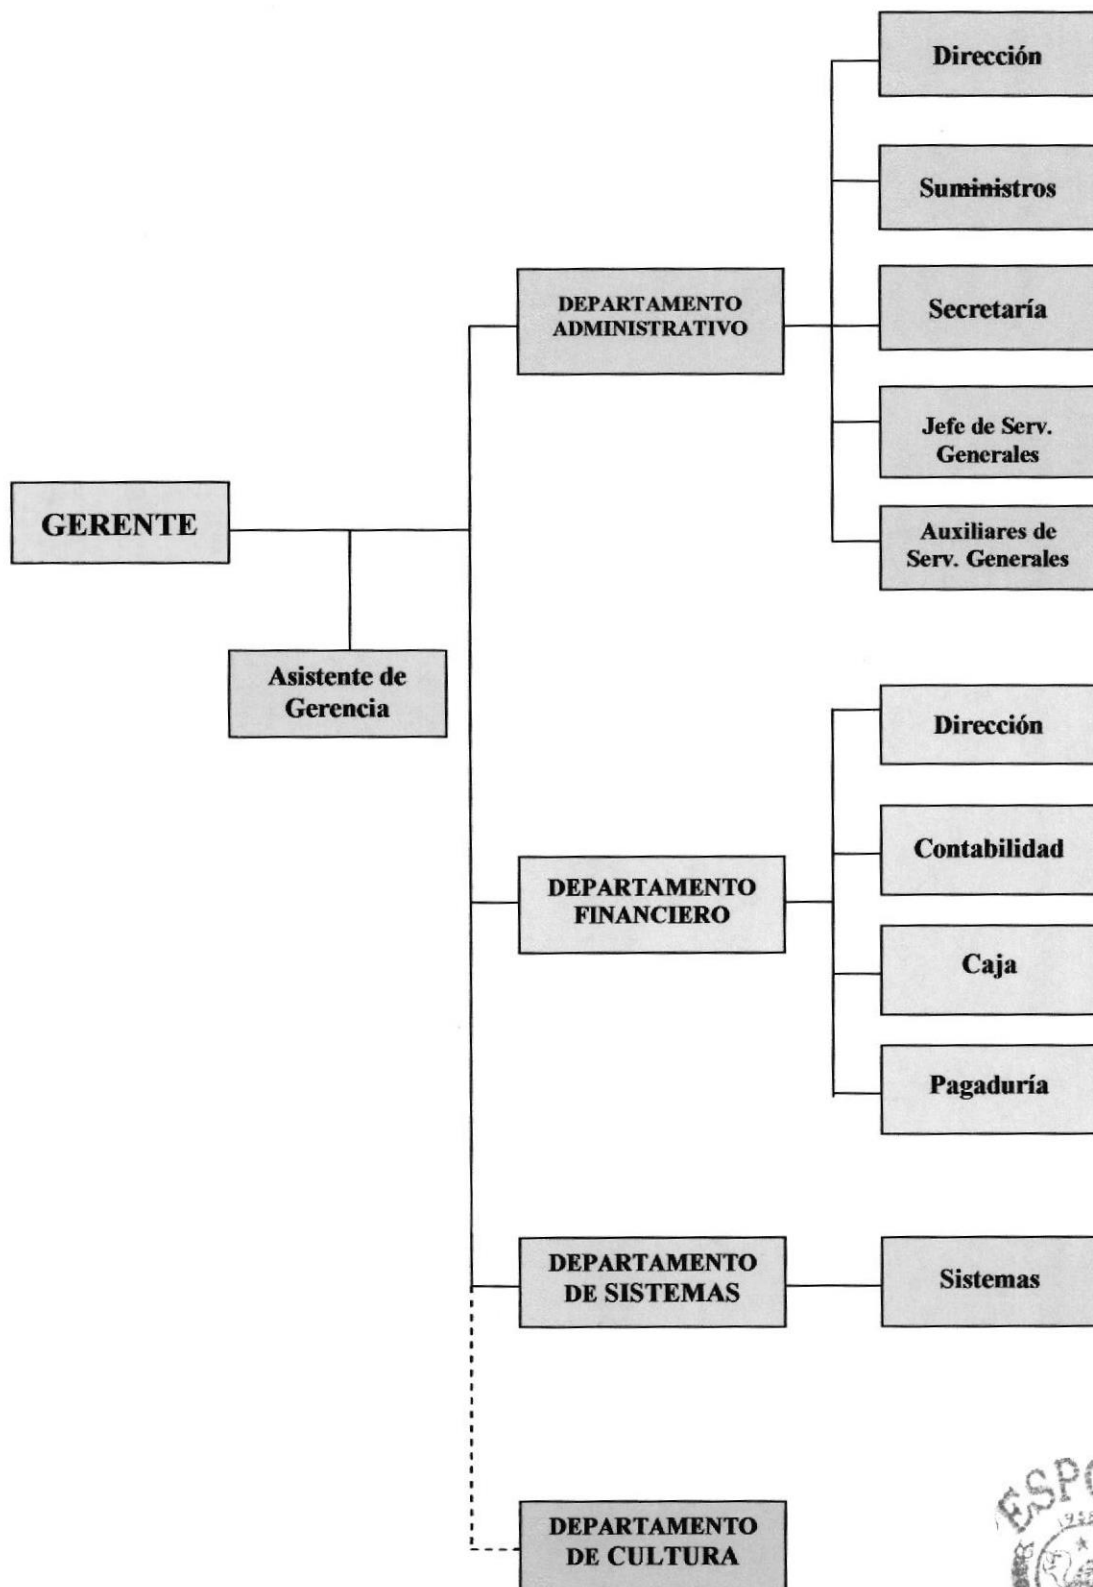 Dirección
Suministros
Secretaría
Jefe de Serv.
Generales
Auxiliares de
Serv. Generales
DEPARTAMENTO
ADMINISTRATIVO
GERENTE
Asistente de
Gerencia
Dirección
Contabilidad
Caja
Pagaduría
DEPARTAMENTO
FINANCIERO
DEPARTAMENTO
DE SISTEMAS
Sistemas
DEPARTAMENTO
DE CULTURA